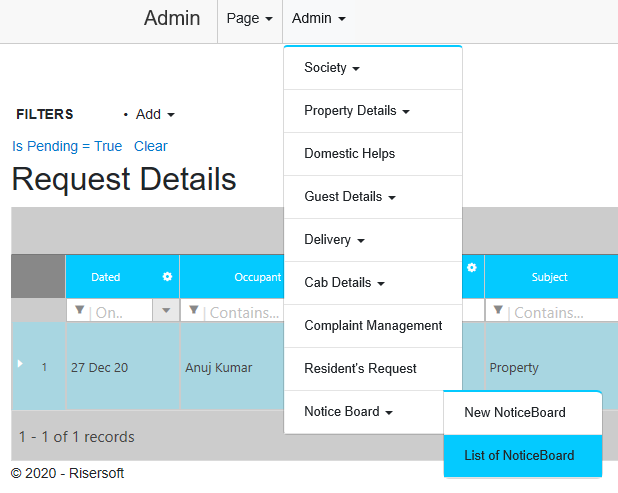 Admin Page Admin
Society
Property Details
Domestic Helps
Guest Details
Delivery
Cab Details
Complaint Management
Resident's Request
Notice Board
New NoticeBoard
List of NoticeBoard
FILTERS • Add
Is Pending = True Clear
Request Details
Dated Occupant Subject
On.. Contains... Contains...
1 27 Dec 20 Anuj Kumar Property
1 - 1 of 1 records
© 2020 - Risersoft